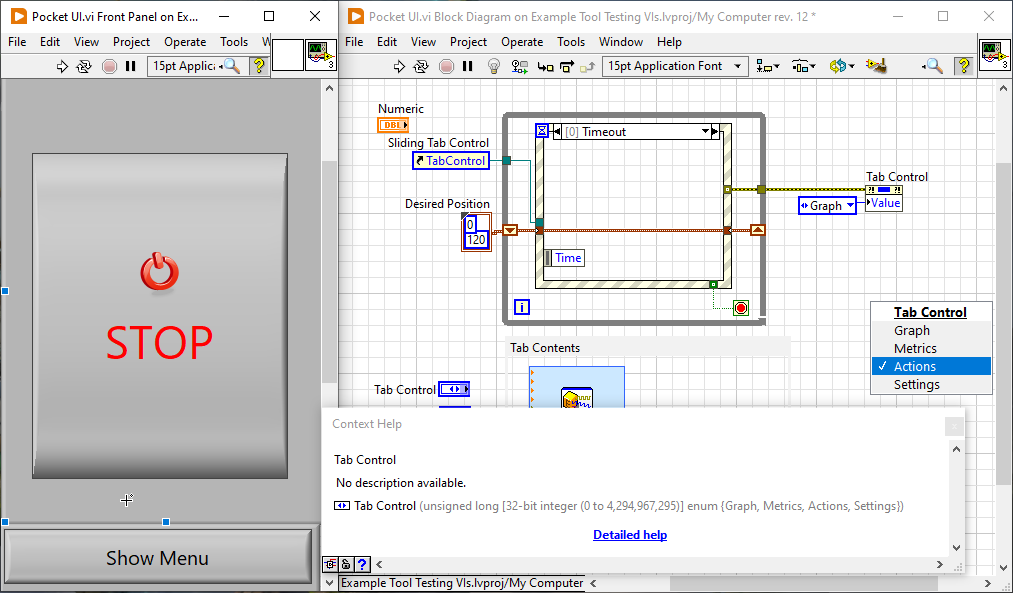 Pocket UI.vi Front Panel on Ex...
File Edit View Project Operate Tools W
15pt Applic
3
STOP
Show Menu
Pocket UI.vi Block Diagram on Example Tool Testing VIs.lvproj/My Computer rev. 12 *
File Edit View Project Operate Tools Window Help
15pt Application Font
3
Numeric
DBL
Sliding Tab Control
TabControl
Desired Position
0
120
[0] Timeout
Time
i
Tab Control
Graph
Value
Tab Control
Graph
Metrics
✓ Actions
Settings
Tab Contents
Tab Control
Context Help
Tab Control
No description available.
Tab Control (unsigned long [32-bit integer (0 to 4,294,967,295)] enum {Graph, Metrics, Actions, Settings})
Detailed help
?
Example Tool Testing VIs.lvproj/My Computer